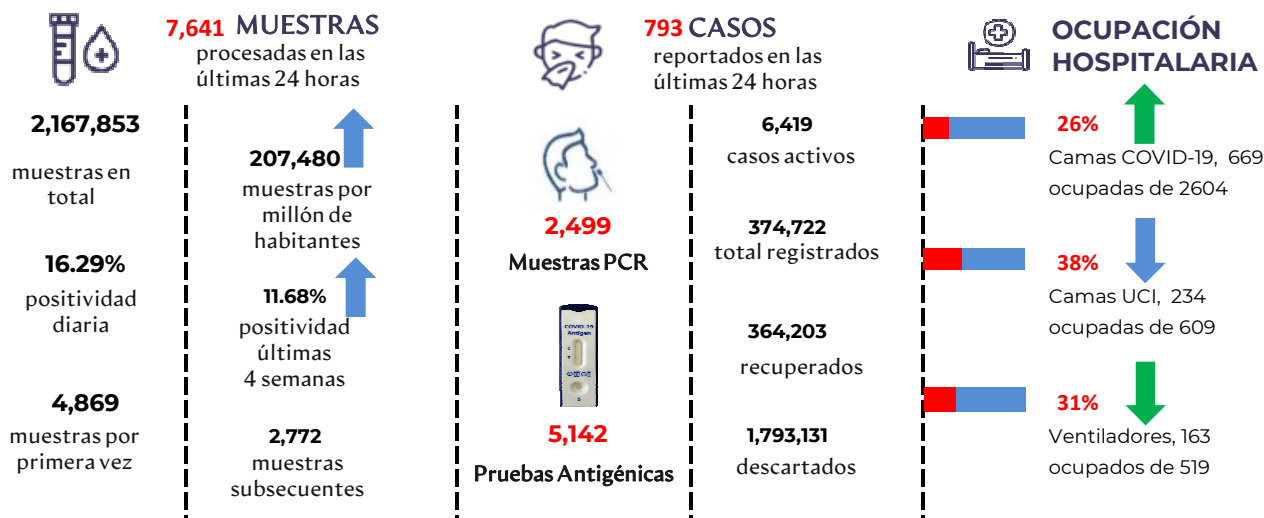 7,641 MUESTRAS
procesadas en las
últimas 24 horas
2,167,853
muestras en
total
16.29%
positividad
diaria
4,869
muestras por
primera vez
207,480
muestras por
millón de
habitantes
11.68%
positividad
últimas
4 semanas
2,772
muestras
subsecuentes
793 CASOS
reportados en las
últimas 24 horas
2,499
Muestras PCR
COVID-19
Antigen
C
T
S
5,142
Pruebas Antigénicas
6,419
casos activos
374,722
total registrados
364,203
recuperados
1,793,131
descartados
OCUPACIÓN
HOSPITALARIA
26%
Camas COVID-19, 669
ocupadas de 2604
38%
Camas UCI, 234
ocupadas de 609
31%
Ventiladores, 163
ocupados de 519